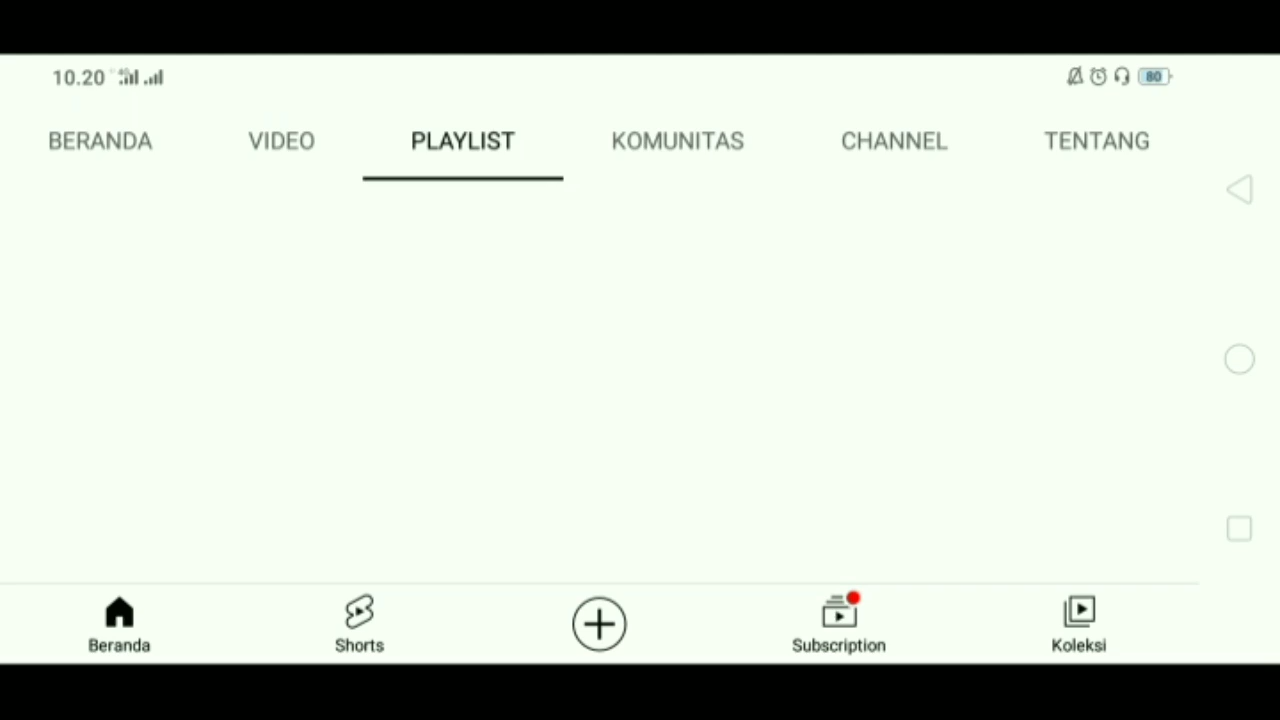 10.20 80
BERANDA VIDEO PLAYLIST KOMUNITAS CHANNEL TENTANG
Beranda Shorts Subscription Koleksi